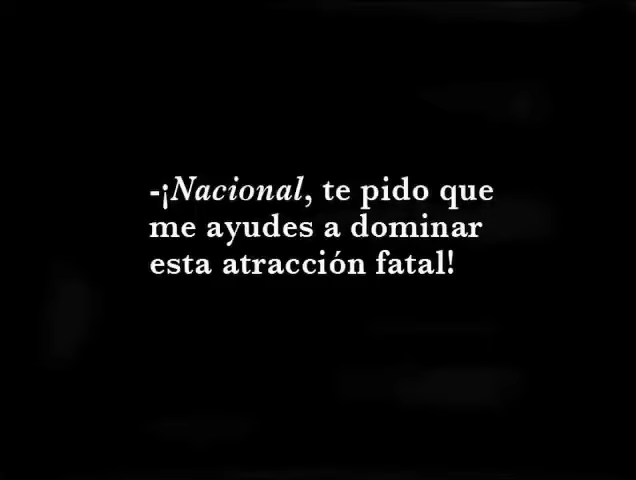 -¡Nacional, te pido que
me ayudes a dominar
esta atracción fatal!